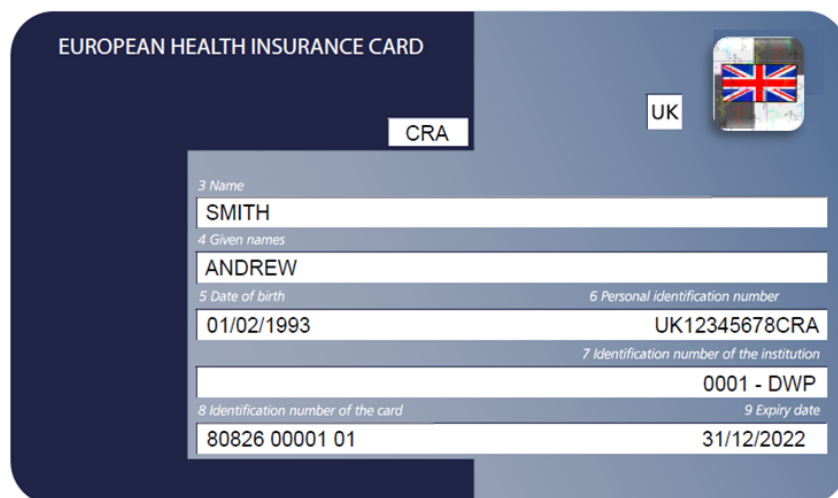 EUROPEAN HEALTH INSURANCE CARD
UK
CRA
3 Name
SMITH
4 Given names
ANDREW
5 Date of birth 6 Personal identification number
01/02/1993 UK12345678CRA
7 Identification number of the institution
0001 - DWP
8 Identification number of the card 9 Expiry date
80826 00001 01 31/12/2022